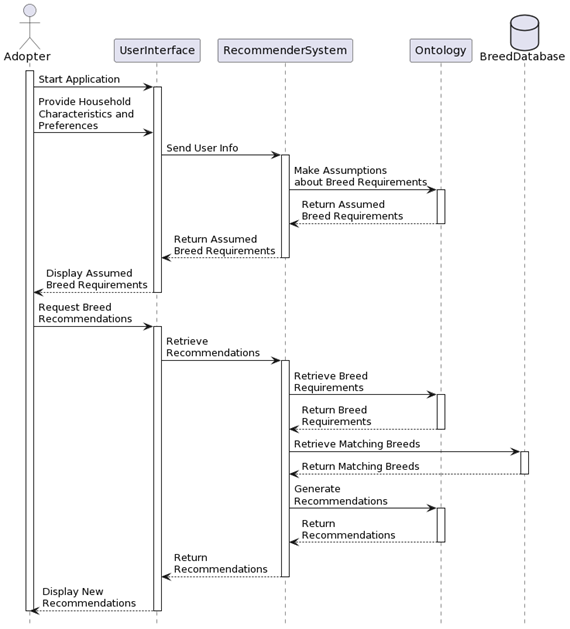 Adopter
UserInterface
RecommenderSystem
Ontology
BreedDatabase
Start Application
Provide Household
Characteristics and
Preferences
Send User Info
Make Assumptions
about Breed Requirements
Return Assumed
Breed Requirements
Return Assumed
Breed Requirements
Display Assumed
Breed Requirements
Request Breed
Recommendations
Retrieve
Recommendations
Retrieve Breed
Requirements
Return Breed
Requirements
Retrieve Matching Breeds
Return Matching Breeds
Generate
Recommendations
Return
Recommendations
Return
Recommendations
Display New
Recommendations